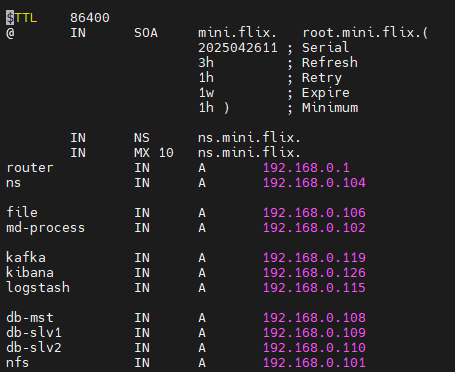 $TTL    86400
@       IN      SOA     mini.flix.   root.mini.flix.(
                        2025042611 ; Serial
                        3h         ; Refresh
                        1h         ; Retry
                        1w         ; Expire
                        1h )       ; Minimum
        IN      NS      ns.mini.flix.
        IN      MX 10   ns.mini.flix.
router          IN      A       192.168.0.1
ns              IN      A       192.168.0.104
file            IN      A       192.168.0.106
md-process      IN      A       192.168.0.102
kafka           IN      A       192.168.0.119
kibana          IN      A       192.168.0.126
logstash        IN      A       192.168.0.115
db-mst          IN      A       192.168.0.108
db-slv1         IN      A       192.168.0.109
db-slv2         IN      A       192.168.0.110
nfs             IN      A       192.168.0.101